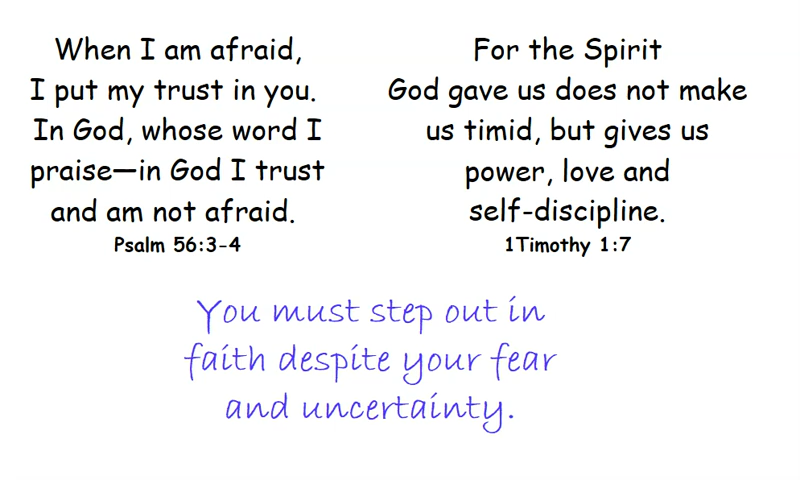 When I am afraid,
I put my trust in you.
In God, whose word I
praise—in God I trust
and am not afraid.
Psalm 56:3-4
For the Spirit
God gave us does not make
us timid, but gives us
power, love and
self-discipline.
1Timothy 1:7
You must step out in
faith despite your fear
and uncertainty.